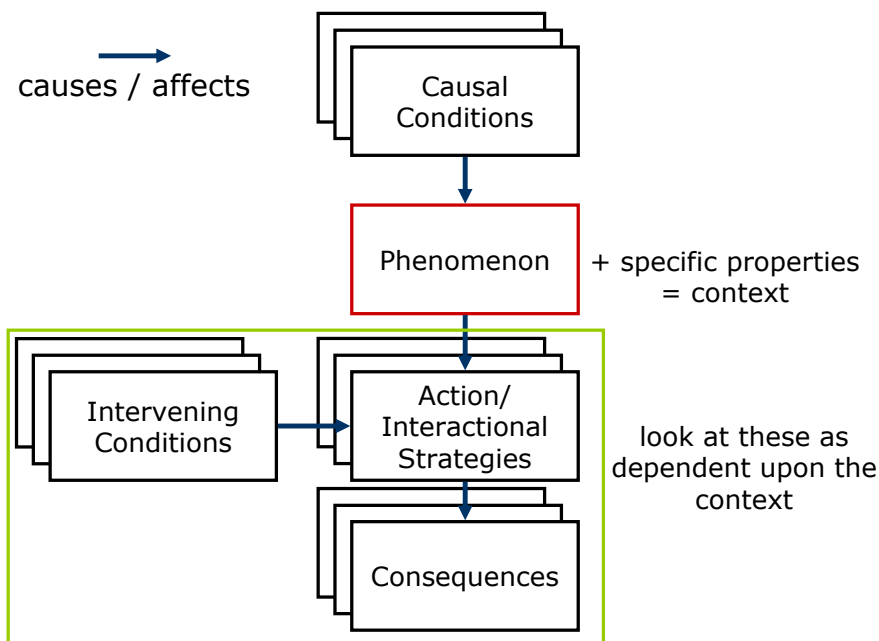 causes / affects
Causal
Conditions
Phenomenon
+ specific properties
= context
Intervening
Conditions
Action/
Interactional
Strategies
look at these as
dependent upon the
context
Consequences